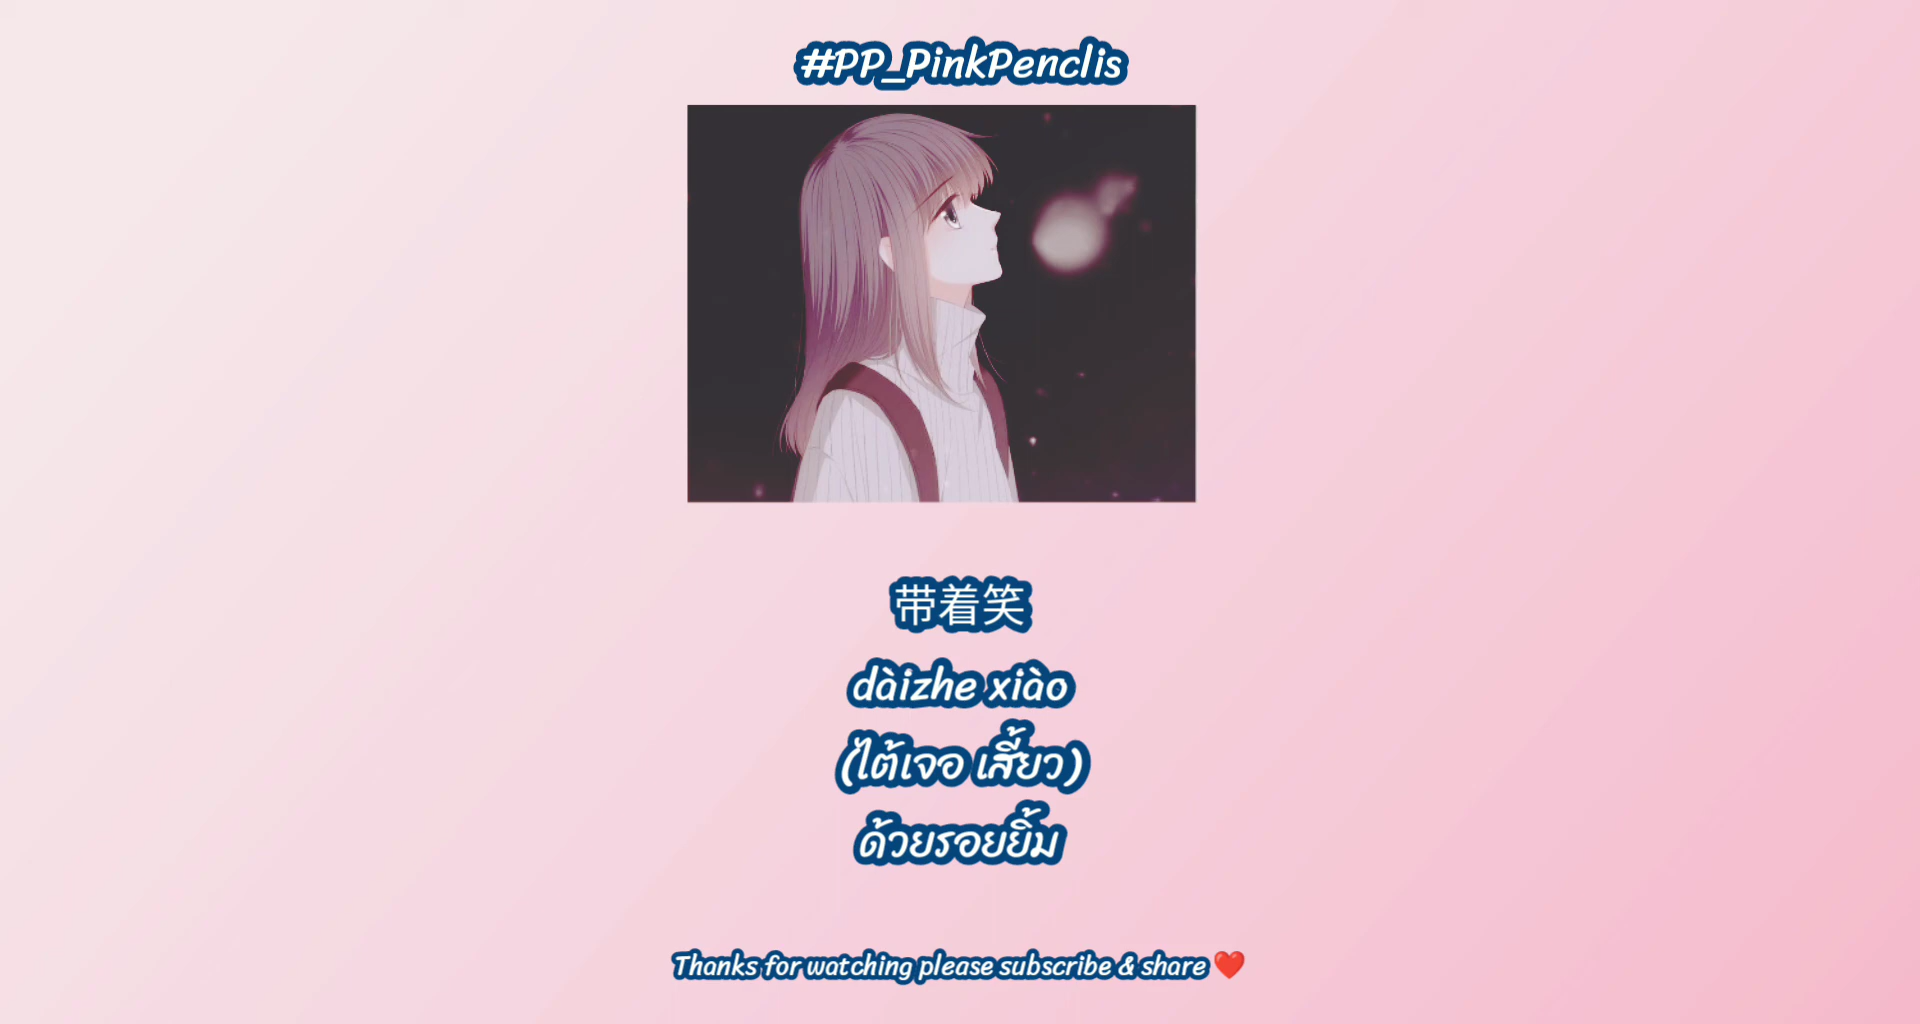 #PP_PinkPenclis
带着笑
dàizhe xiào
(ไต้เจอ เสี้ยว)
ด้วยรอยยิ้ม
Thanks for watching please subscribe & share ❤️